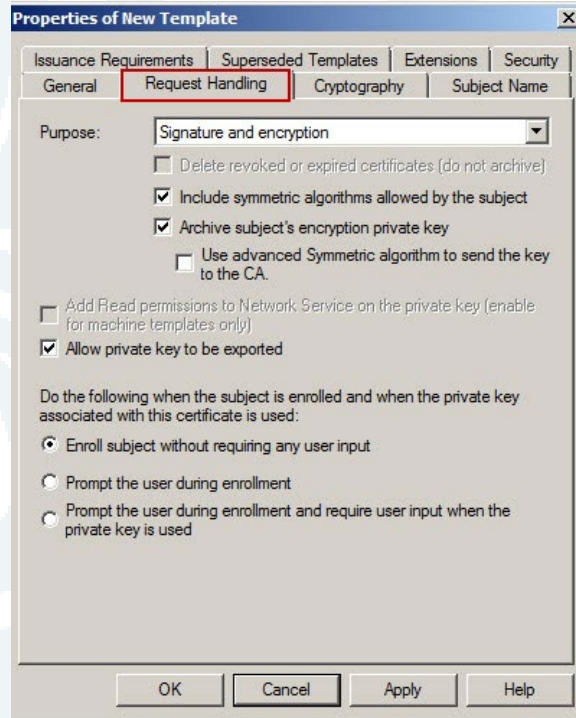 Properties of New Template
Issuance Requirements
Superseded Templates
Extensions
Security
General
Request Handling
Cryptography
Subject Name
Purpose:
Signature and encryption
Delete revoked or expired certificates (do not archive)
Include symmetric algorithms allowed by the subject
Archive subject's encryption private key
Use advanced Symmetric algorithm to send the key
to the CA.
Add Read permissions to Network Service on the private key (enable
for machine templates only)
Allow private key to be exported
Do the following when the subject is enrolled and when the private key
associated with this certificate is used:
Enroll subject without requiring any user input
Prompt the user during enrollment
Prompt the user during enrollment and require user input when the
private key is used
OK
Cancel
Apply
Help